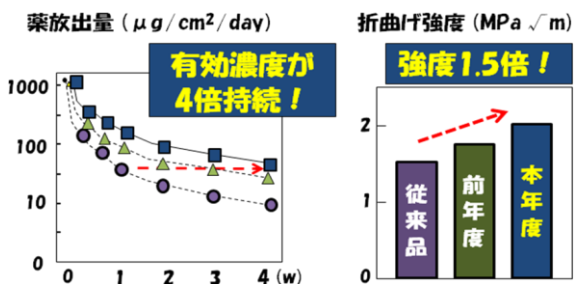 薬放出量（μg/cm2/day）
有効濃度が
4倍持続！
1000
100
10
0
0 1 2 3 4 (w)
折曲げ強度（MPa √m）
強度1.5倍！
2
1
0
従来品
前年度
本年度